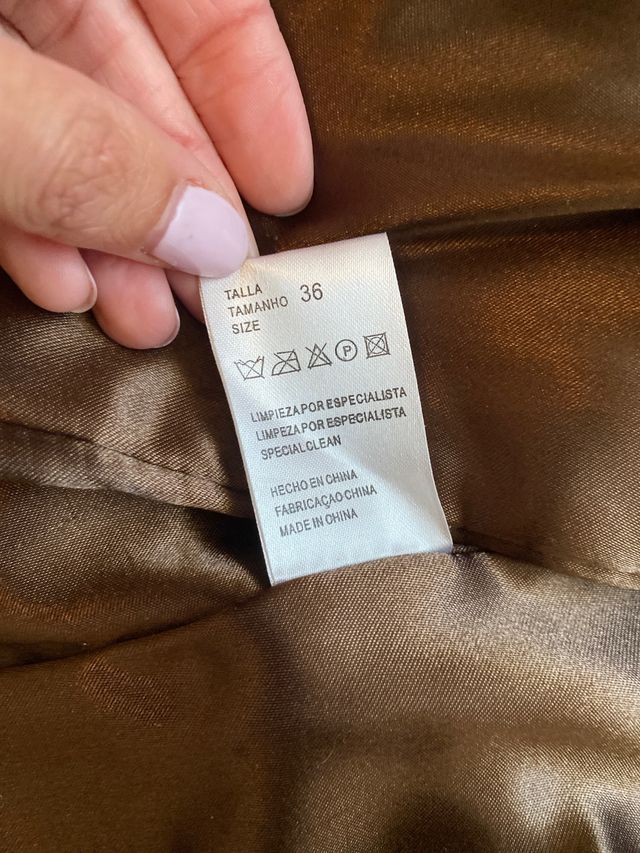 TALLA
TAMANHO 36
SIZE
P
LIMPIEZA POR ESPECIALISTA
LIMPEZA POR ESPECIALISTA
SPECIAL CLEAN
HECHO EN CHINA
FABRICAÇAO CHINA
MADE IN CHINA